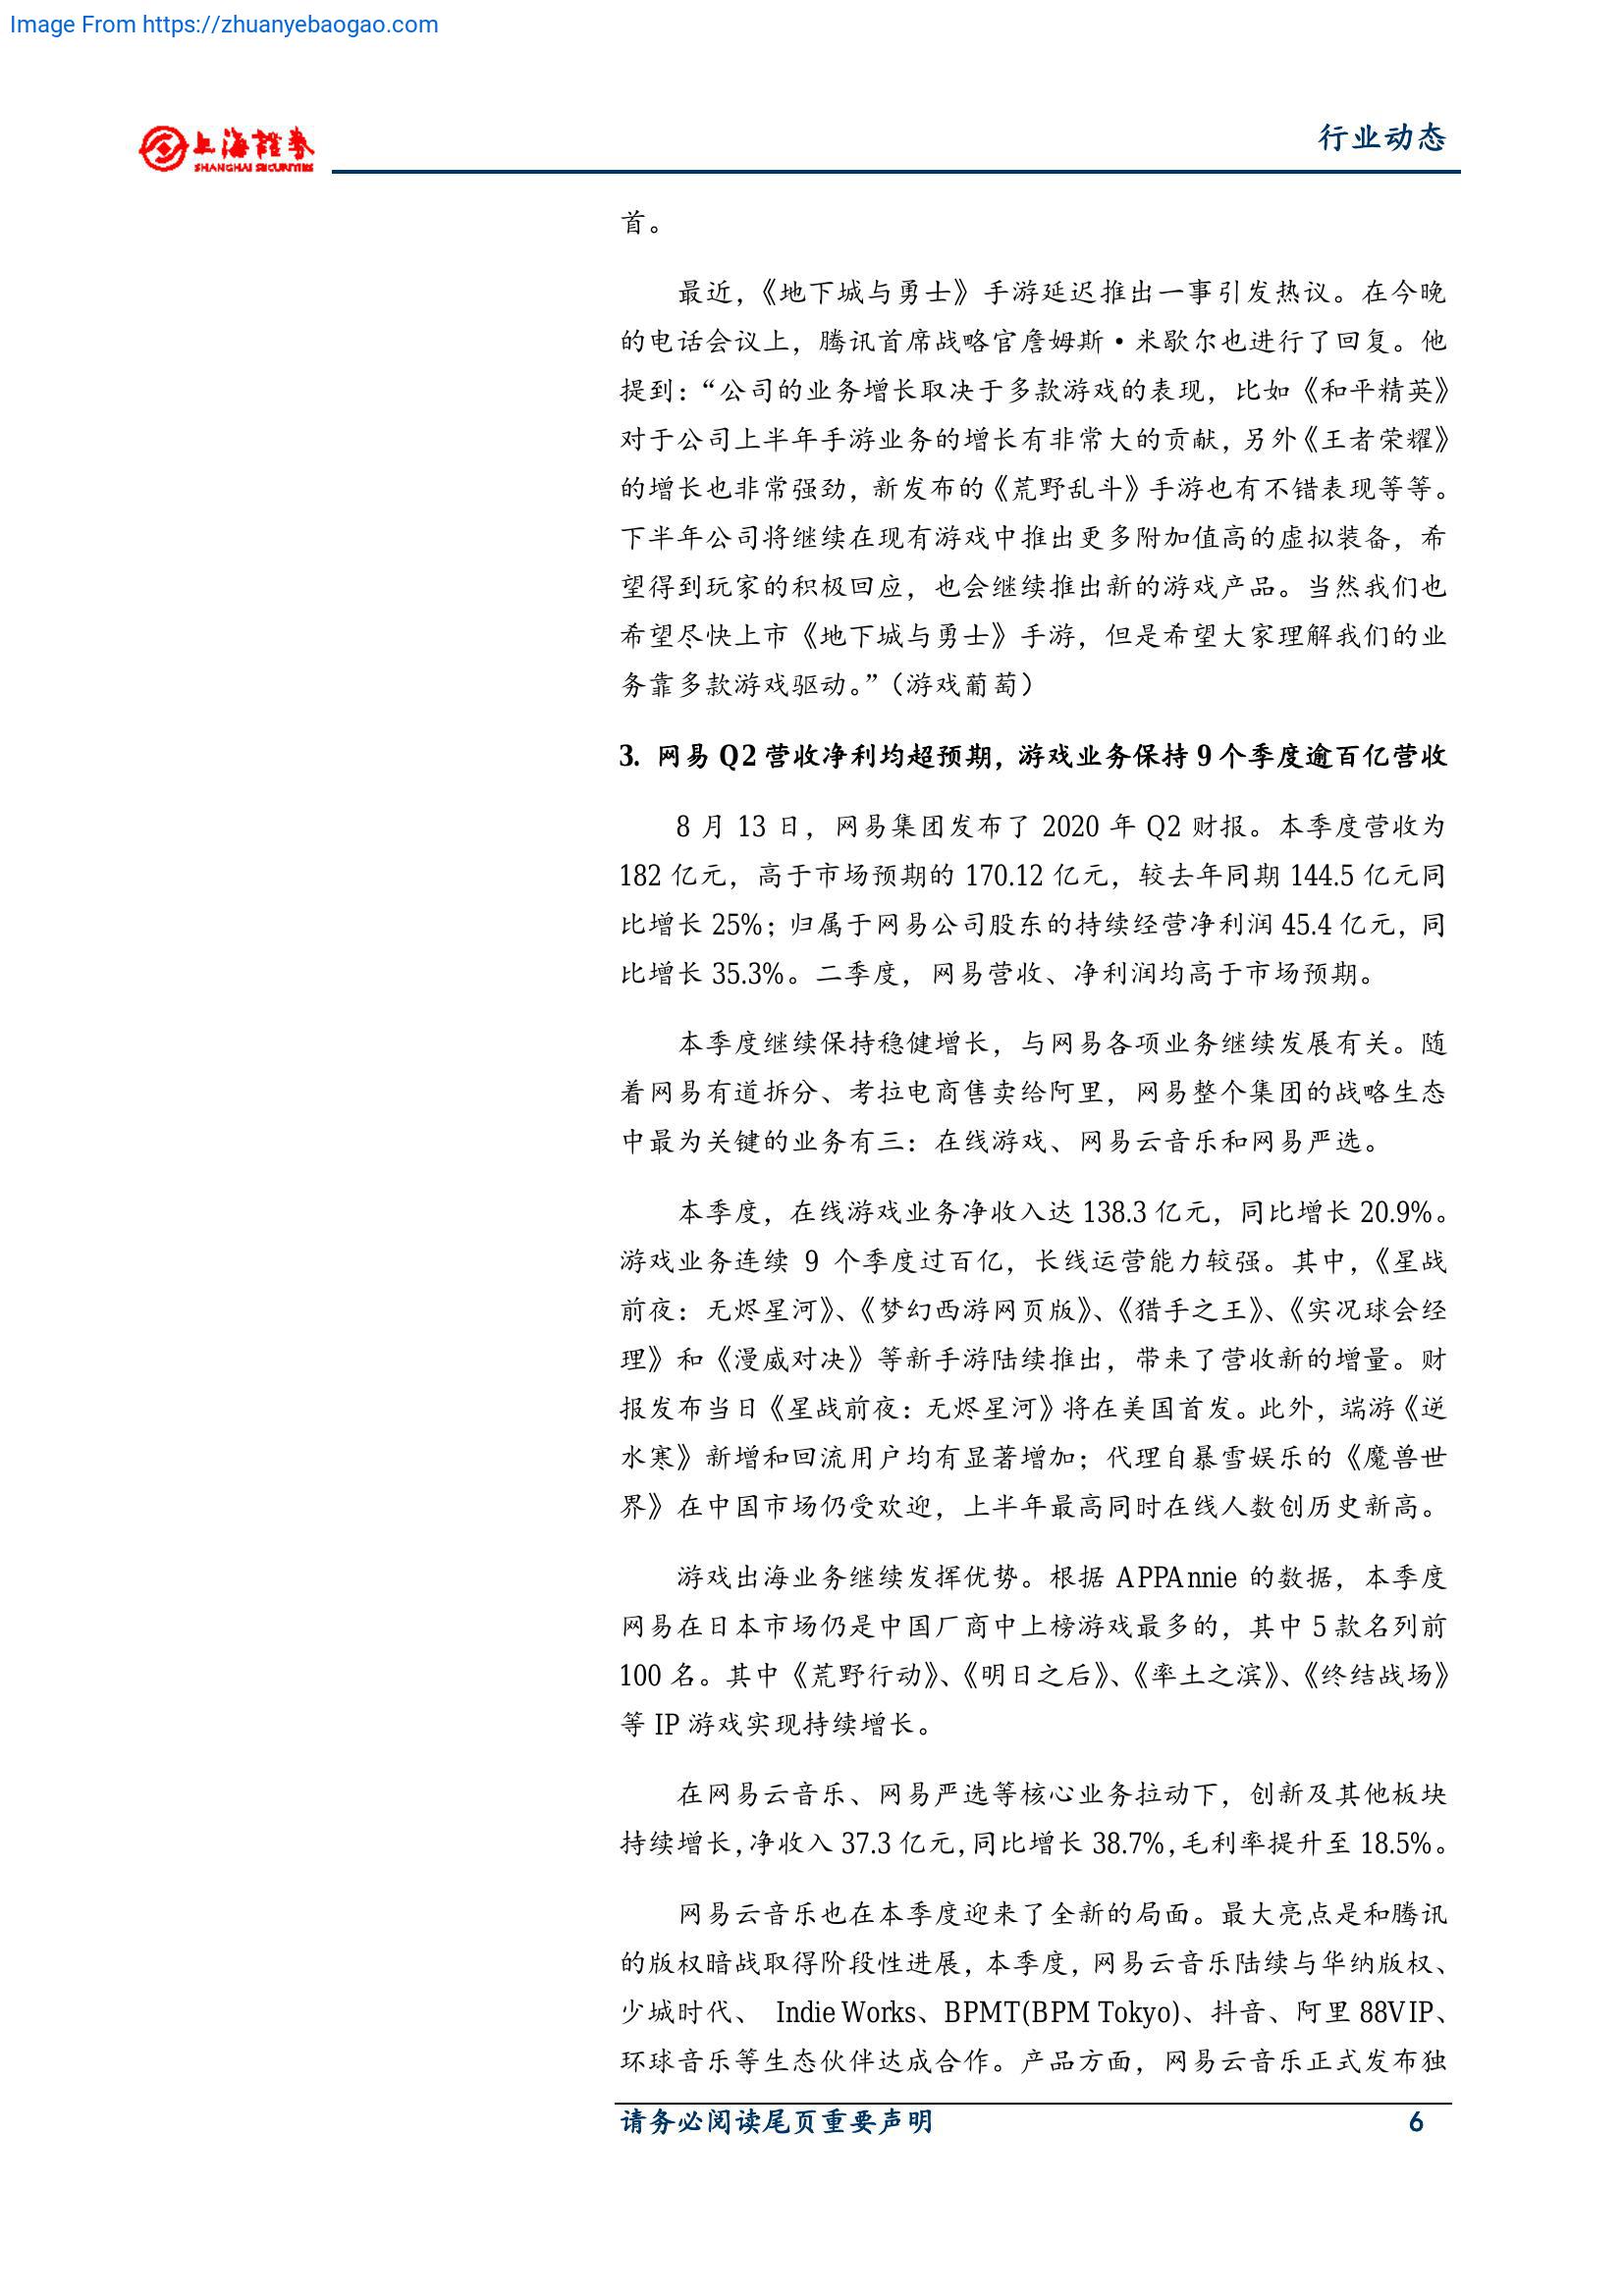 Image From https://zhuanyebaogao.com
上海證券
SHANGHAI SECURITIES
行业动态
首。
最近，《地下城与勇士》手游延迟推出一事引发热议。在今晚
的电话会议上，腾讯首席战略官詹姆斯·米歇尔也进行了回复。他
提到：“公司的业务增长取决于多款游戏的表现，比如《和平精英》
对于公司上半年手游业务的增长有非常大的贡献，另外《王者荣耀》
的增长也非常强劲，新发布的《荒野乱斗》手游也有不错表现等等。
下半年公司将继续在现有游戏中推出更多附加值高的虚拟装备，希
望得到玩家的积极回应，也会继续推出新的游戏产品。当然我们也
希望尽快上市《地下城与勇士》手游，但是希望大家理解我们的业
务靠多款游戏驱动。”（游戏葡萄）
3. 网易 Q2 营收净利均超预期，游戏业务保持 9 个季度逾百亿营收
8 月 13 日，网易集团发布了 2020 年 Q2 财报。本季度营收为
182 亿元，高于市场预期的 170.12 亿元，较去年同期 144.5 亿元同
比增长 25%；归属于网易公司股东的持续经营净利润 45.4 亿元，同
比增长 35.3%。二季度，网易营收、净利润均高于市场预期。
本季度继续保持稳健增长，与网易各项业务继续发展有关。随
着网易有道拆分、考拉电商售卖给阿里，网易整个集团的战略生态
中最为关键的业务有三：在线游戏、网易云音乐和网易严选。
本季度，在线游戏业务净收入达 138.3 亿元，同比增长 20.9%。
游戏业务连续 9 个季度过百亿，长线运营能力较强。其中，《星战
前夜：无烬星河》、《梦幻西游网页版》、《猎手之王》、《实况球会经
理》和《漫威对决》等新手游陆续推出，带来了营收新的增量。财
报发布当日《星战前夜：无烬星河》将在美国首发。此外，端游《逆
水寒》新增和回流用户均有显著增加；代理自暴雪娱乐的《魔兽世
界》在中国市场仍受欢迎，上半年最高同时在线人数创历史新高。
游戏出海业务继续发挥优势。根据 APPAnnie 的数据，本季度
网易在日本市场仍是中国厂商中上榜游戏最多的，其中 5 款名列前
100 名。其中《荒野行动》、《明日之后》、《率土之滨》、《终结战场》
等 IP 游戏实现持续增长。
在网易云音乐、网易严选等核心业务拉动下，创新及其他板块
持续增长，净收入 37.3 亿元，同比增长 38.7%，毛利率提升至 18.5%。
网易云音乐也在本季度迎来了全新的局面。最大亮点是和腾讯
的版权暗战取得阶段性进展，本季度，网易云音乐陆续与华纳版权、
少城时代、 Indie Works、BPMT(BPM Tokyo)、抖音、阿里 88VIP、
环球音乐等生态伙伴达成合作。产品方面，网易云音乐正式发布独
请务必阅读尾页重要声明 6